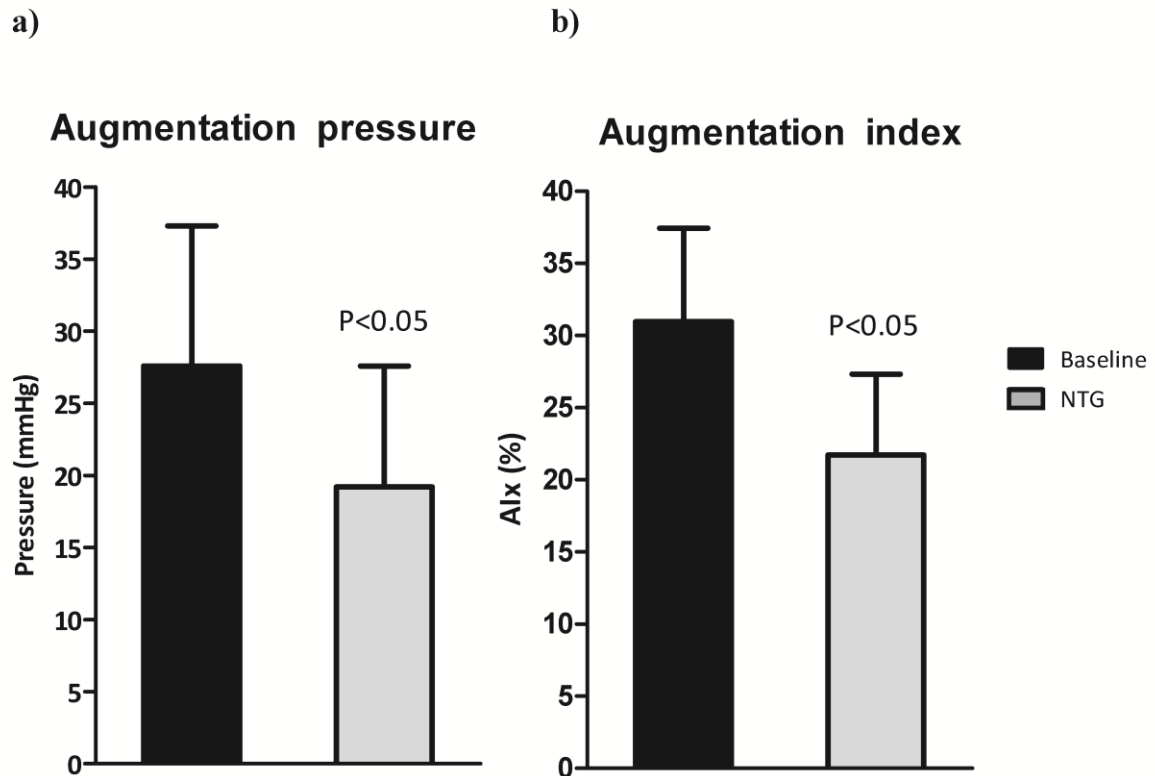 a)
Augmentation pressure
40
35
30
25
20
15
10
5
0
Pressure (mmHg)
P<0.05
b)
Augmentation index
40
35
30
25
20
15
10
5
0
AIx (%)
P<0.05
Baseline
NTG